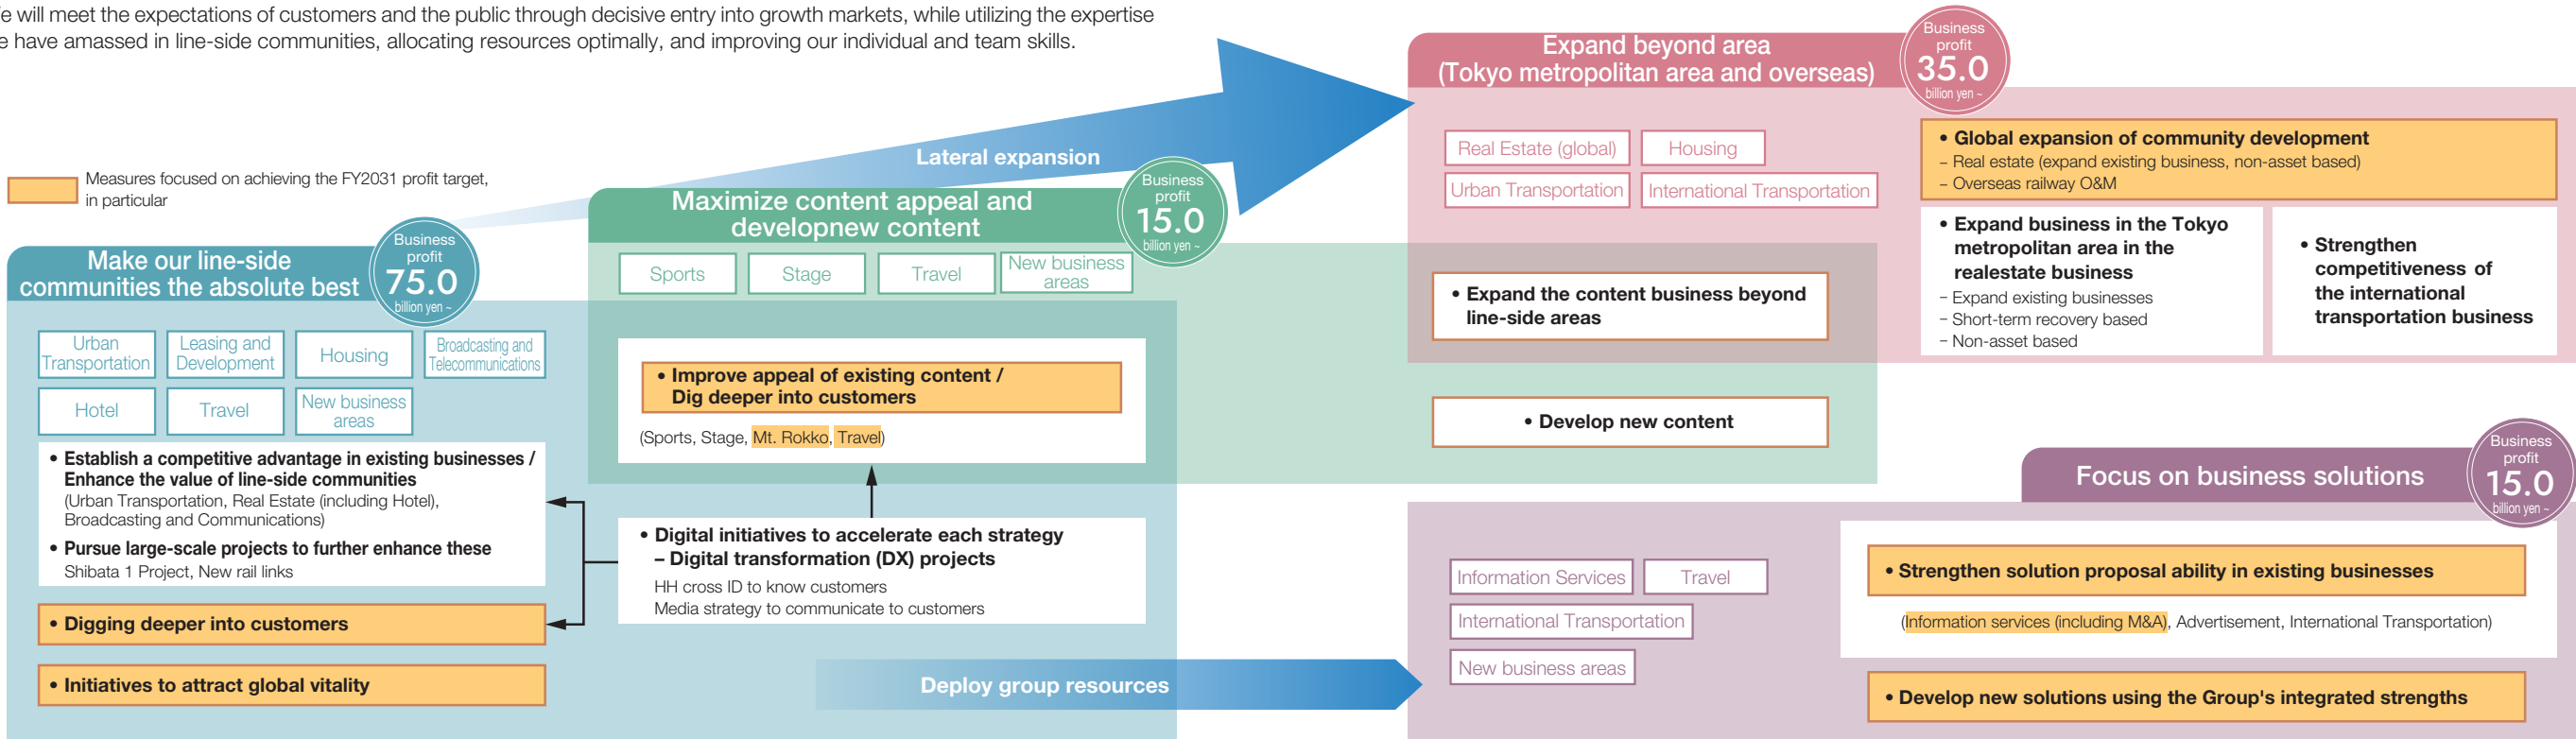 e will meet the expectations of customers and the public through decisive entry into growth markets, while utilizing the expertise
e have amassed in line-side communities, allocating resources optimally, and improving our individual and team skills.
Measures focused on achieving the FY2031 profit target,
in particular
Lateral expansion
Make our line-side
communities the absolute best
Business
profit
75.0
billion yen ~
Urban
Transportation
Leasing and
Development
Housing
Broadcasting and
Telecommunications
Hotel
Travel
New business
areas
• Establish a competitive advantage in existing businesses /
Enhance the value of line-side communities
(Urban Transportation, Real Estate (including Hotel),
Broadcasting and Communications)
• Pursue large-scale projects to further enhance these
Shibata 1 Project, New rail links
• Digging deeper into customers
• Initiatives to attract global vitality
Maximize content appeal and
developnew content
Business
profit
15.0
billion yen ~
Sports
Stage
Travel
New business
areas
• Improve appeal of existing content /
Dig deeper into customers
(Sports, Stage, Mt. Rokko, Travel)
• Digital initiatives to accelerate each strategy
– Digital transformation (DX) projects
HH cross ID to know customers
Media strategy to communicate to customers
Deploy group resources
Expand beyond area
(Tokyo metropolitan area and overseas)
Business
profit
35.0
billion yen ~
Real Estate (global)
Housing
Urban Transportation
International Transportation
• Global expansion of community development
– Real estate (expand existing business, non-asset based)
– Overseas railway O&M
• Expand business in the Tokyo
metropolitan area in the
realestate business
– Expand existing businesses
– Short-term recovery based
– Non-asset based
• Strengthen
competitiveness of
the international
transportation business
• Expand the content business beyond
line-side areas
• Develop new content
Focus on business solutions
Business
profit
15.0
billion yen ~
Information Services
Travel
International Transportation
New business areas
• Strengthen solution proposal ability in existing businesses
(Information services (including M&A), Advertisement, International Transportation)
• Develop new solutions using the Group's integrated strengths